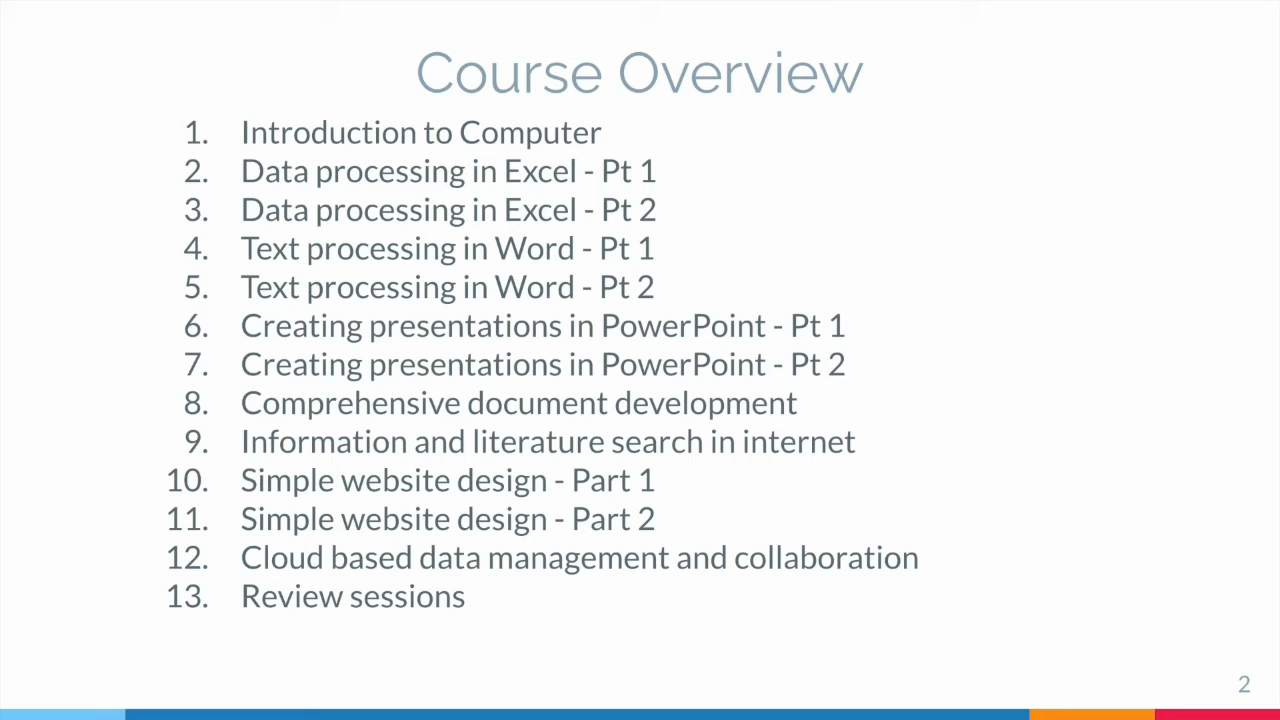 Course Overview
1. Introduction to Computer
2. Data processing in Excel - Pt 1
3. Data processing in Excel - Pt 2
4. Text processing in Word - Pt 1
5. Text processing in Word - Pt 2
6. Creating presentations in PowerPoint - Pt 1
7. Creating presentations in PowerPoint - Pt 2
8. Comprehensive document development
9. Information and literature search in internet
10. Simple website design - Part 1
11. Simple website design - Part 2
12. Cloud based data management and collaboration
13. Review sessions
2